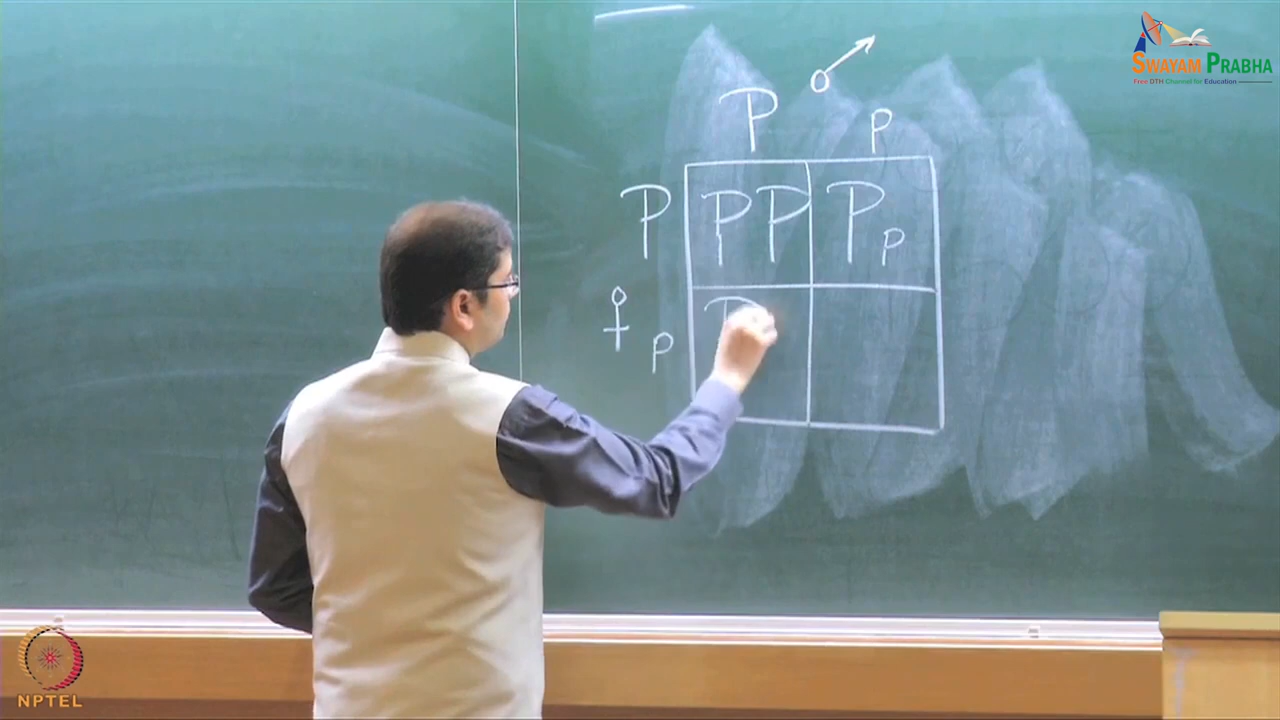 SWAYAM PRABHA
Free DTH Channel for Education
P p
P PP Pp
p P
NPTEL